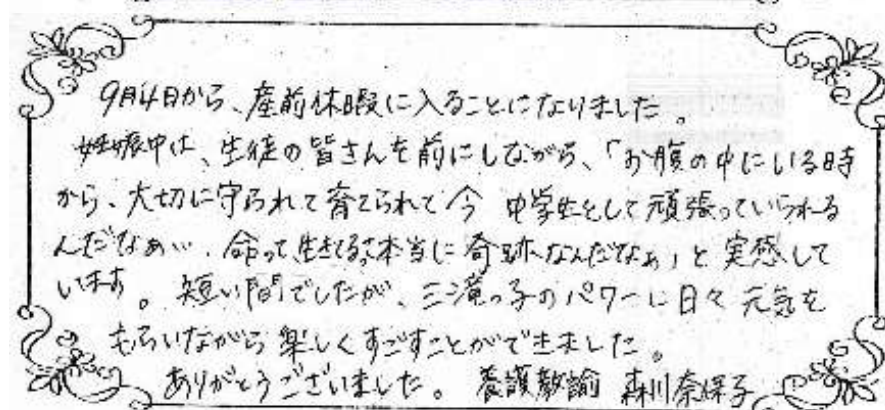 9月4日から、産前休暇に入ることになりました。
妊娠中は、生徒の皆さんを前にしながら、「お腹の中にいる時
から、大切に守られて育てられて今 中学生として頑張っていられる
んだなぁ…。命って、生きるって本当に奇跡なんだなぁ」と実感して
います。短い間でしたが、三滝っ子のパワーに日々元気を
もらいながら楽しくすごすことができました。
ありがとうございました。 養護教諭 森川奈保子